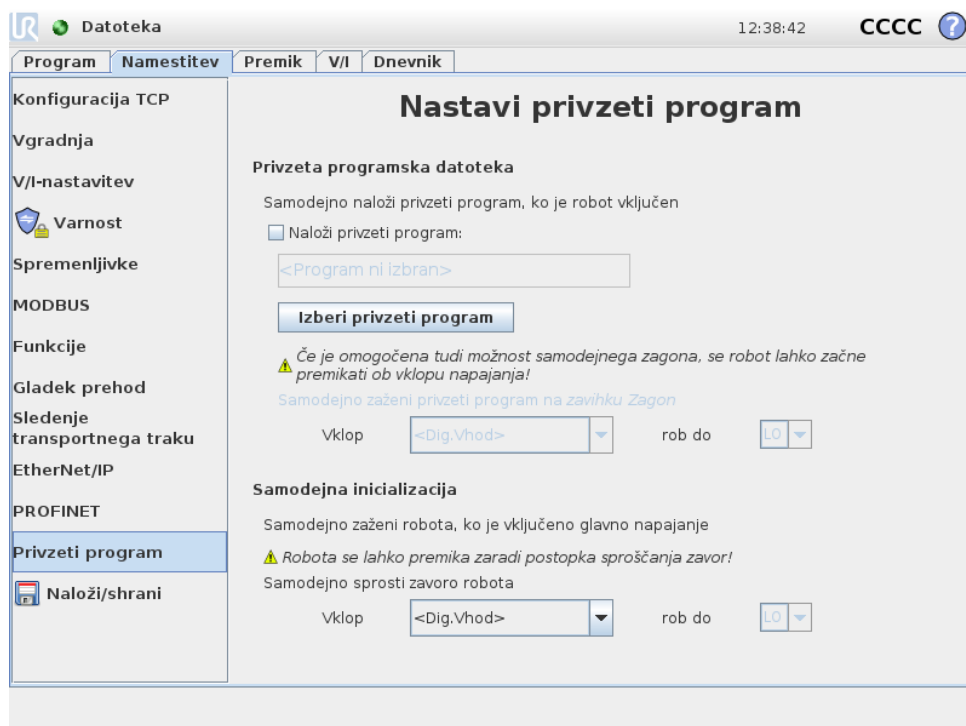 UR Datoteka 12:38:42 CCCC ?
Program Namestitev Premik V/I Dnevnik
Konfiguracija TCP
Vgradnja
V/I-nastavitev
Varnost
Spremenljivke
MODBUS
Funkcije
Gladek prehod
Sledenje
transportnega traku
EtherNet/IP
PROFINET
Privzeti program
Naloži/shrani
Nastavi privzeti program
Privzeta programska datoteka
Samodejno naloži privzeti program, ko je robot vključen
Naloži privzeti program:
<Program ni izbran>
Izberi privzeti program
Če je omogočena tudi možnost samodejnega zagona, se robot lahko začne
premikati ob vklopu napajanja!
Samodejno zaženi privzeti program na zavihku Zagon
Vklop <Dig.Vhod> rob do LO
Samodejna inicializacija
Samodejno zaženi robota, ko je vključeno glavno napajanje
Robota se lahko premika zaradi postopka sproščanja zavor!
Samodejno sprosti zavoro robota
Vklop <Dig.Vhod> rob do LO